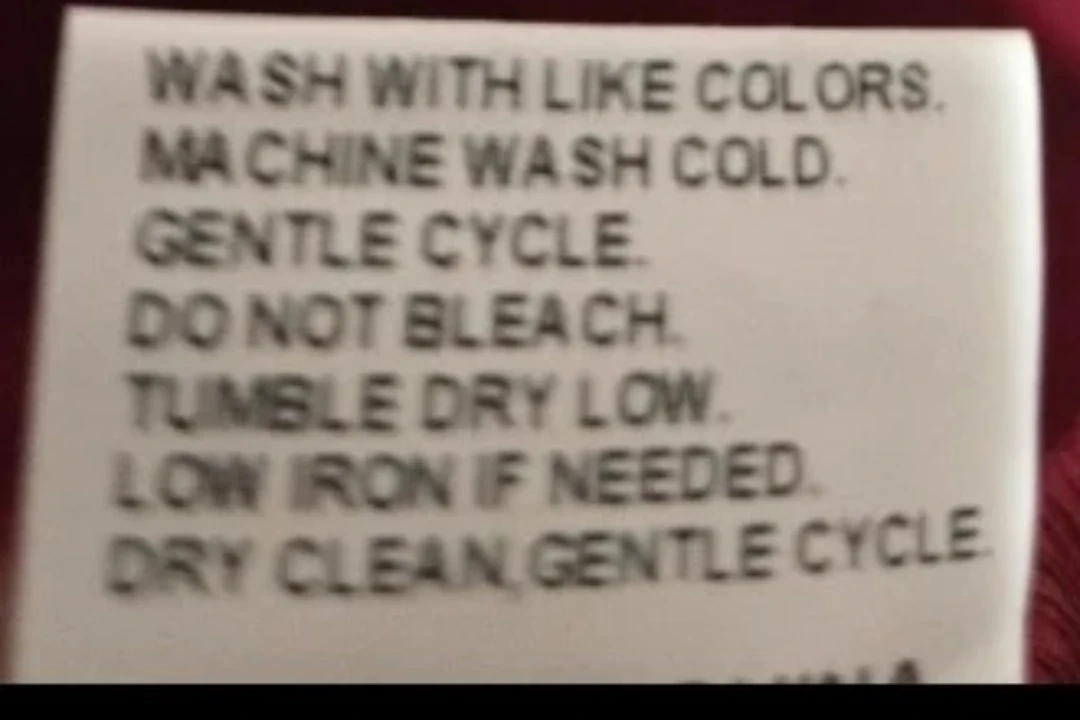 WASH WITH LIKE COLORS.
MACHINE WASH COLD.
GENTLE CYCLE.
DO NOT BLEACH.
TUMBLE DRY LOW.
LOW IRON IF NEEDED.
DRY CLEAN,GENTLE CYCLE.